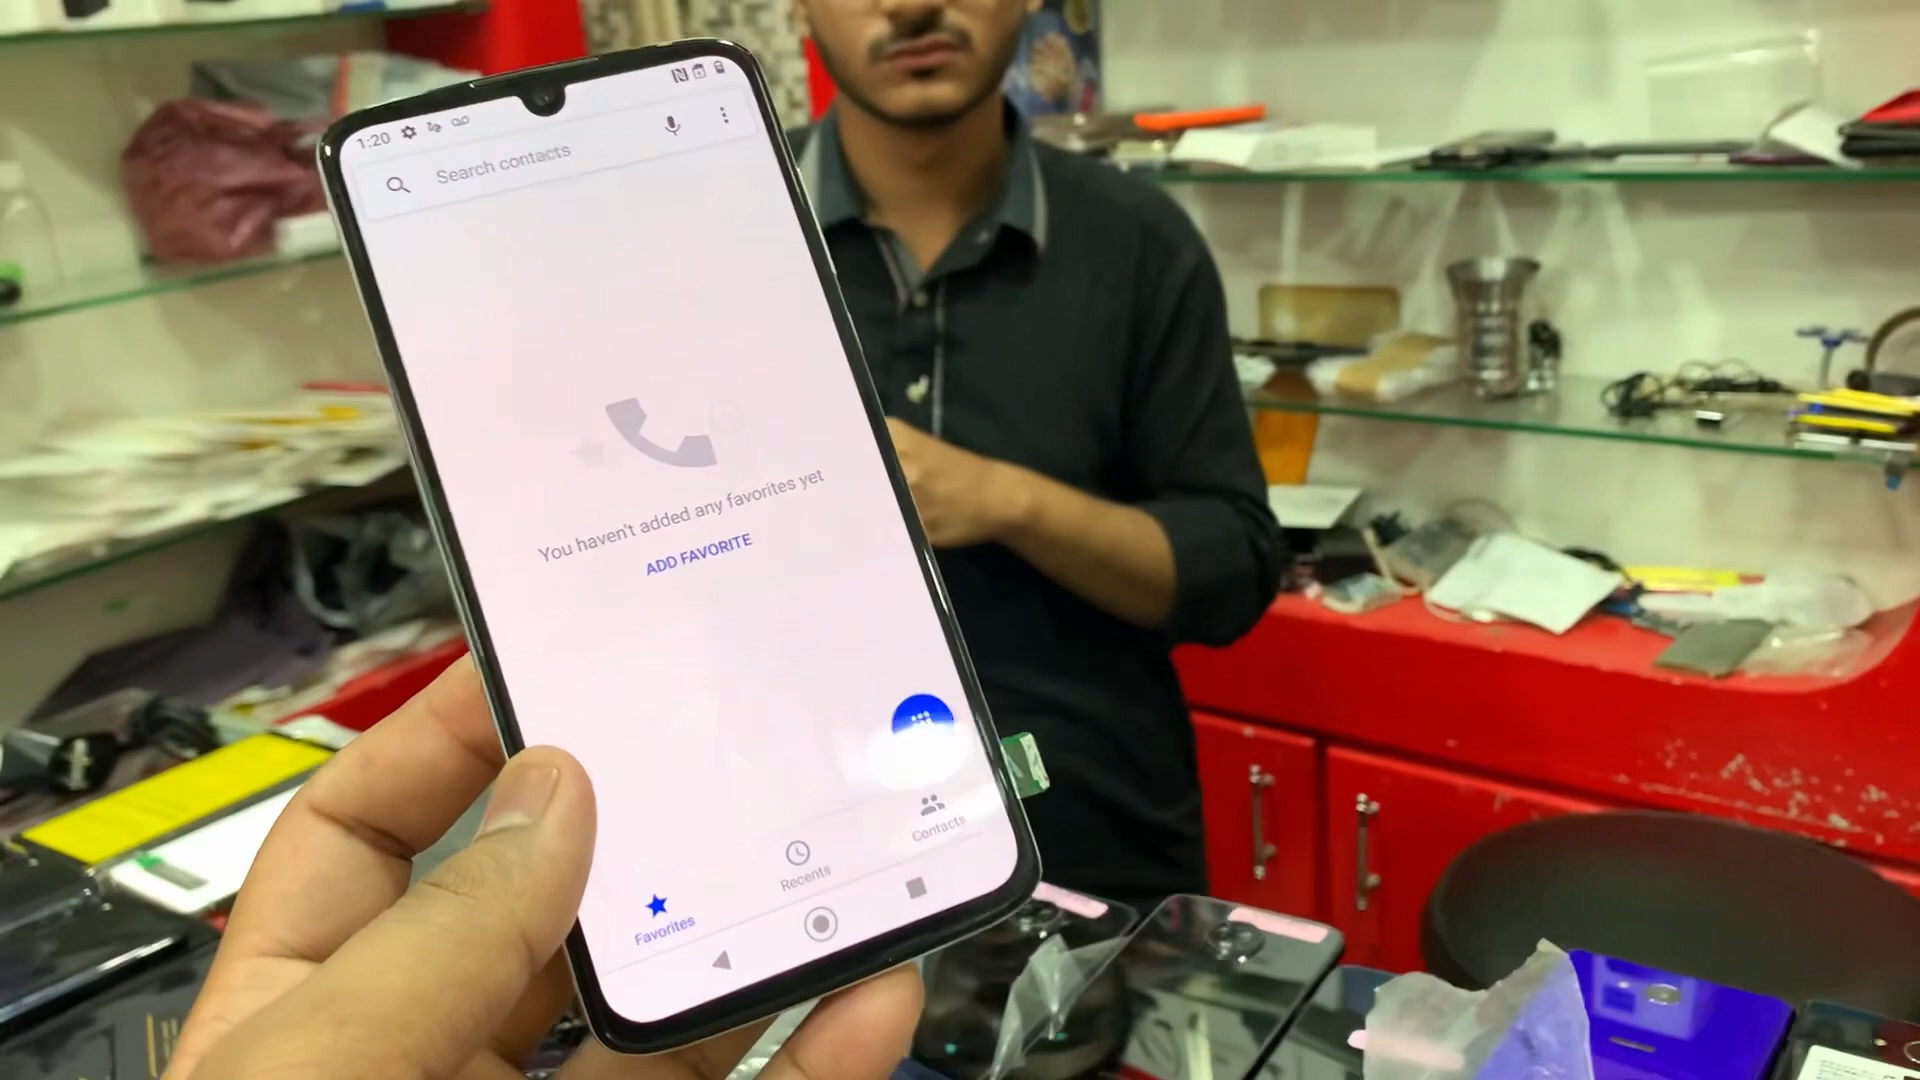 1:20
Search contacts
You haven't added any favorites yet
ADD FAVORITE
Favorites
Recents
Contacts